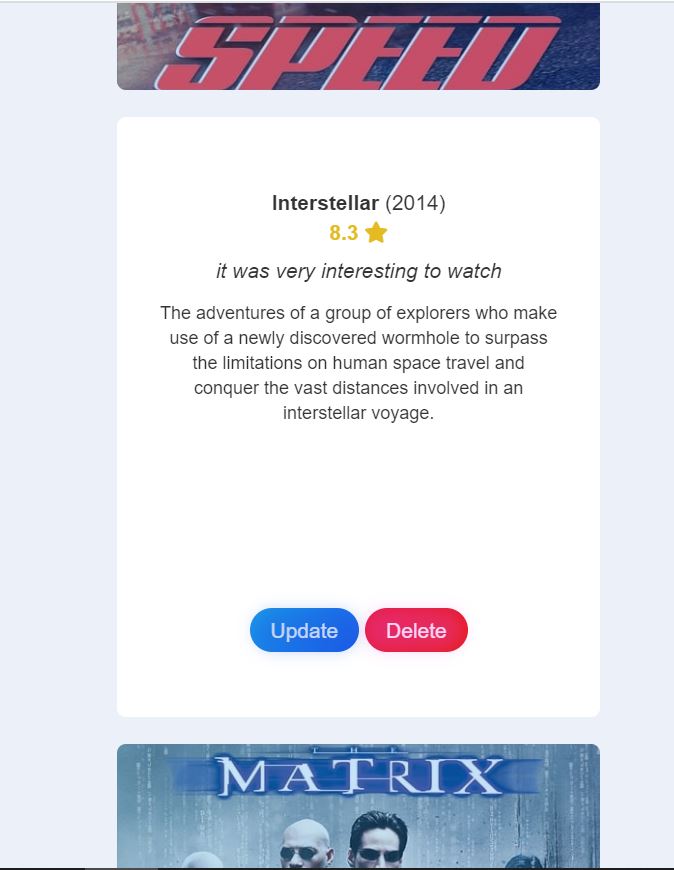 SPEED
Interstellar (2014)
8.3
it was very interesting to watch
The adventures of a group of explorers who make
use of a newly discovered wormhole to surpass
the limitations on human space travel and
conquer the vast distances involved in an
interstellar voyage.
Update Delete
THE
MATRIX